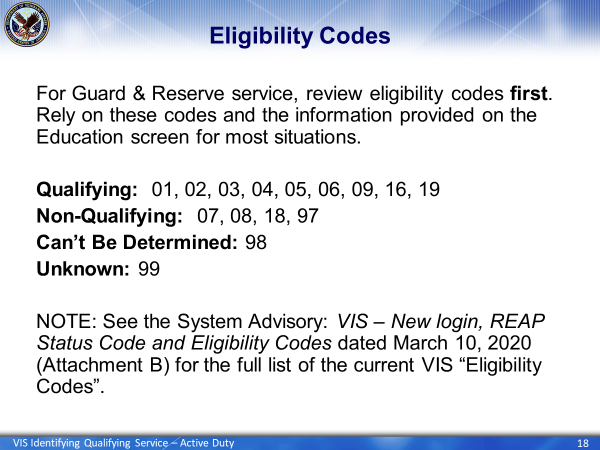 Eligibility Codes
For Guard & Reserve service, review eligibility codes first.
Rely on these codes and the information provided on the
Education screen for most situations.
Qualifying: 01, 02, 03, 04, 05, 06, 09, 16, 19
Non-Qualifying: 07, 08, 18, 97
Can’t Be Determined: 98
Unknown: 99
NOTE: See the System Advisory: VIS – New login, REAP
Status Code and Eligibility Codes dated March 10, 2020
(Attachment B) for the full list of the current VIS “Eligibility
Codes”.
VIS Identifying Qualifying Service – Active Duty
18